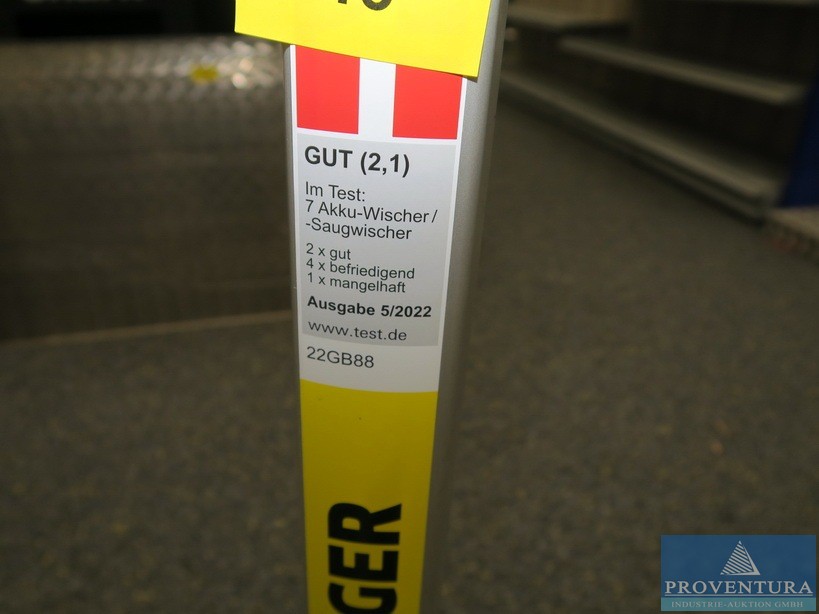 GUT (2,1)
Im Test:
7 Akku-Wischer/
-Saugwischer
2 x gut
4 x befriedigend
1 x mangelhaft
Ausgabe 5/2022
www.test.de
22GB88
GER
PROVENTURA
INDUSTRIE-AUKTION GMBH